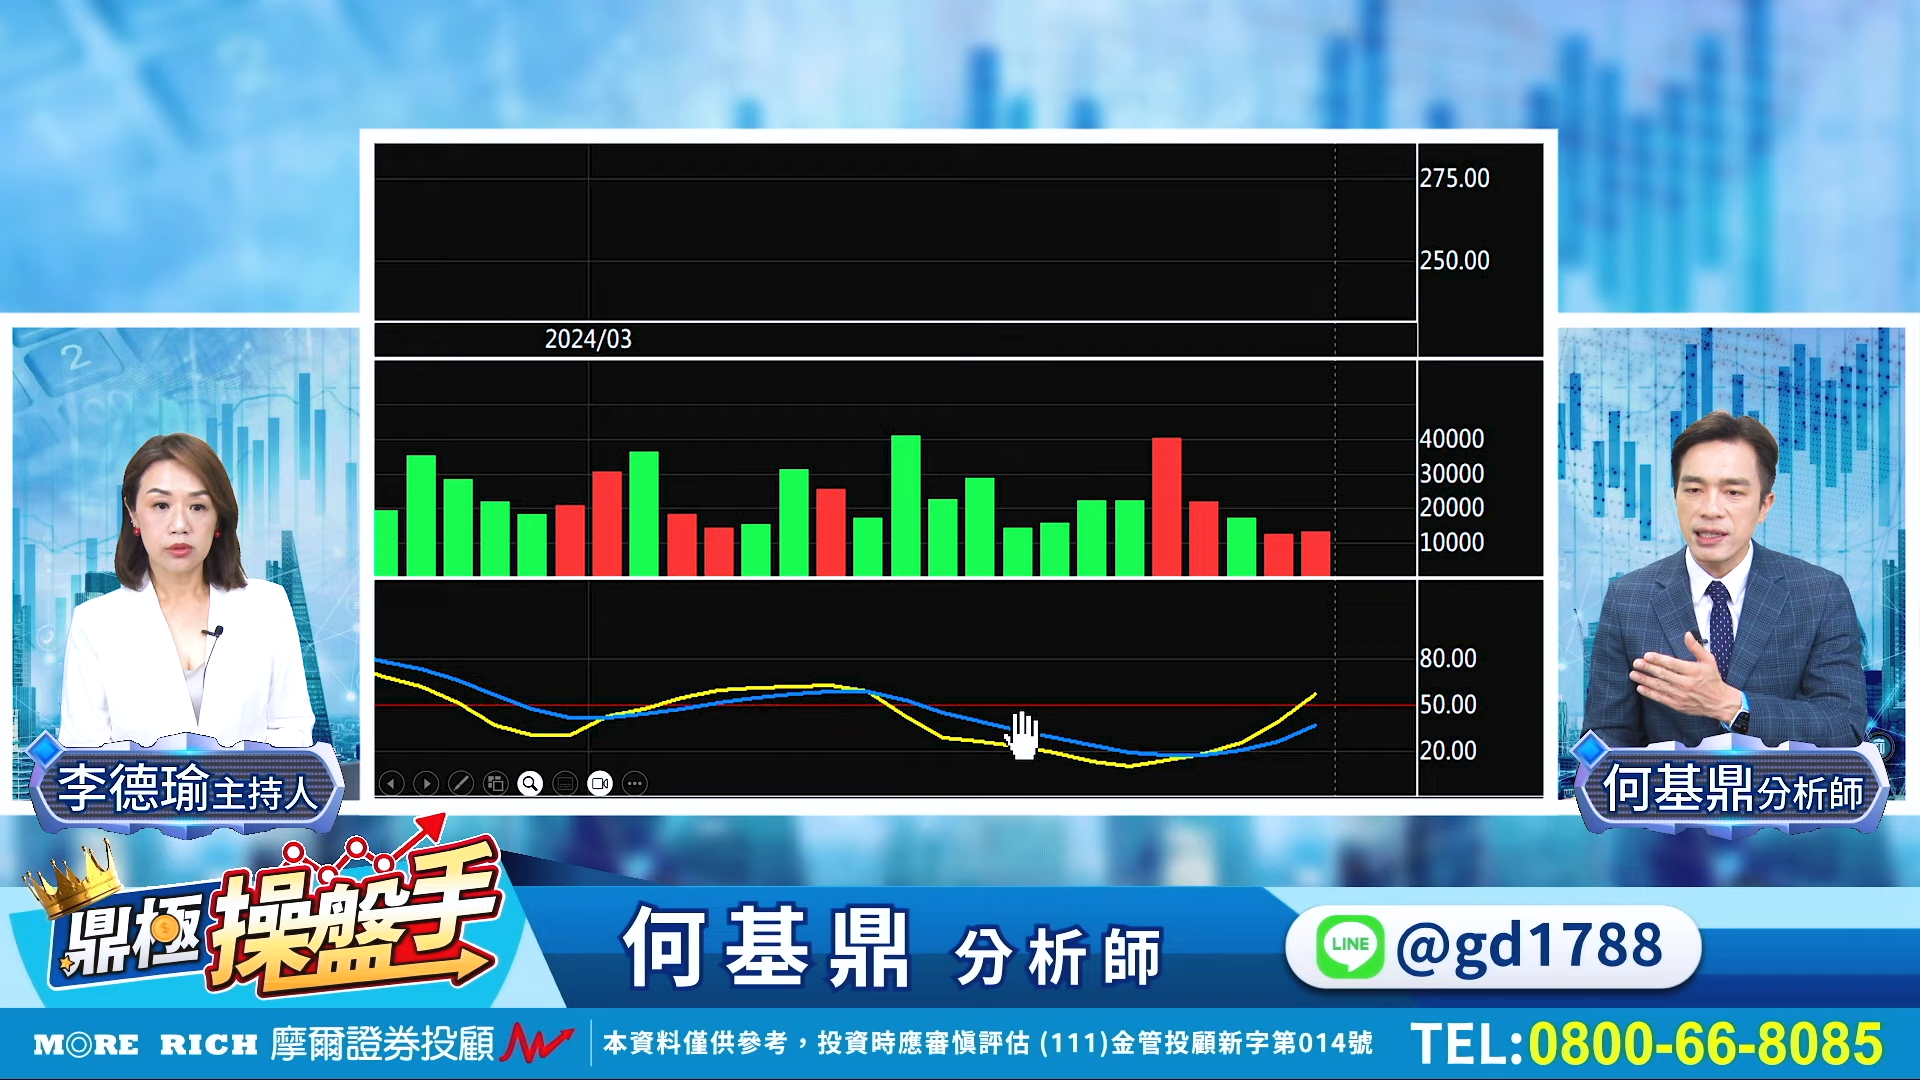 275.00
250.00
2024/03
40000
30000
20000
10000
80.00
50.00
20.00
2
李德瑜主持人
何基鼎分析師
鼎極操盤手
何基鼎 分析師
LINE @gd1788
MORE RICH 摩爾證券投顧
本資料僅供參考，投資時應審慎評估 (111)金管投顧新字第014號
TEL:0800-66-8085